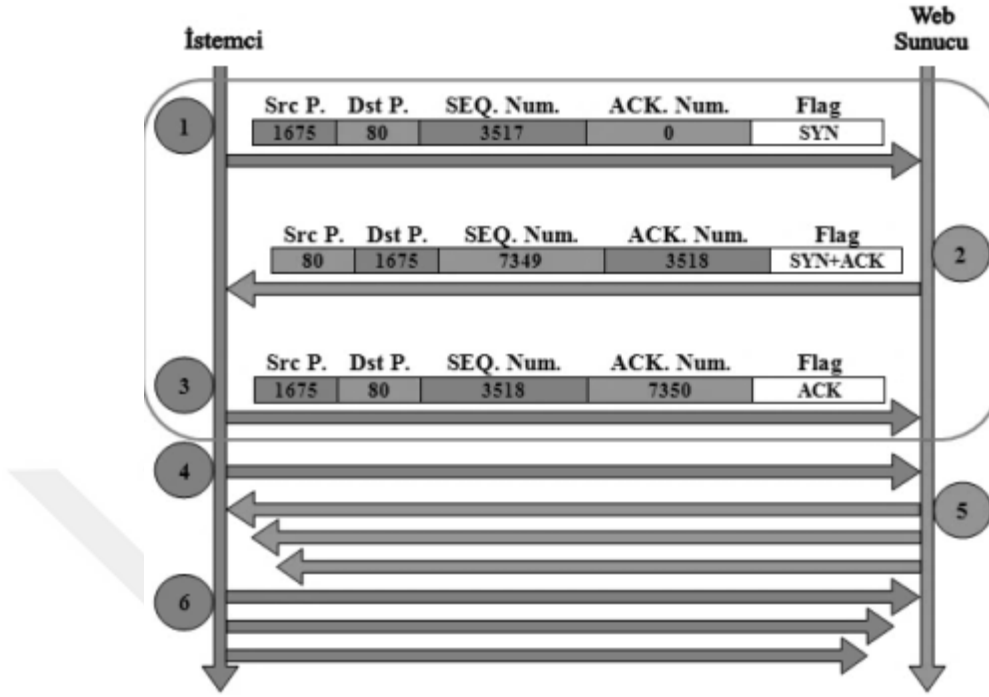 İstemci
Web
Sunucu
1
Src P. Dst P. SEQ. Num. ACK. Num. Flag
1675 80 3517 0 SYN
2
Src P. Dst P. SEQ. Num. ACK. Num. Flag
80 1675 7349 3518 SYN+ACK
3
Src P. Dst P. SEQ. Num. ACK. Num. Flag
1675 80 3518 7350 ACK
4
5
6